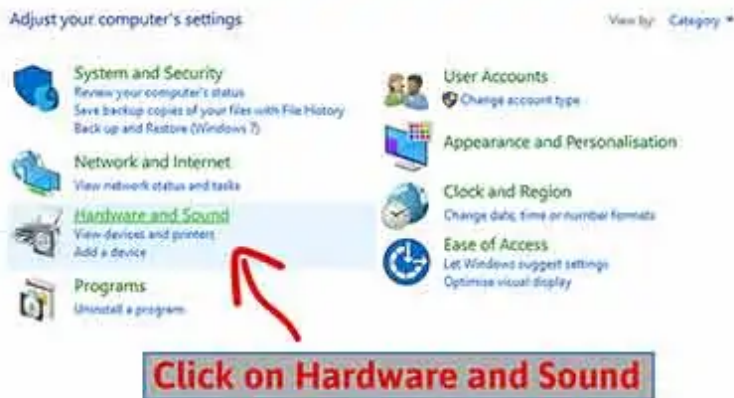 Adjust your computer's settings
View by: Category
System and Security
Review your computer's status
Save backup copies of your files with File History
Back up and Restore (Windows 7)
Network and Internet
View network status and tasks
Hardware and Sound
View devices and printers
Add a device
Programs
Uninstall a program
User Accounts
Change account type
Appearance and Personalisation
Clock and Region
Change date, time or number formats
Ease of Access
Let Windows suggest settings
Optimise visual display
Click on Hardware and Sound